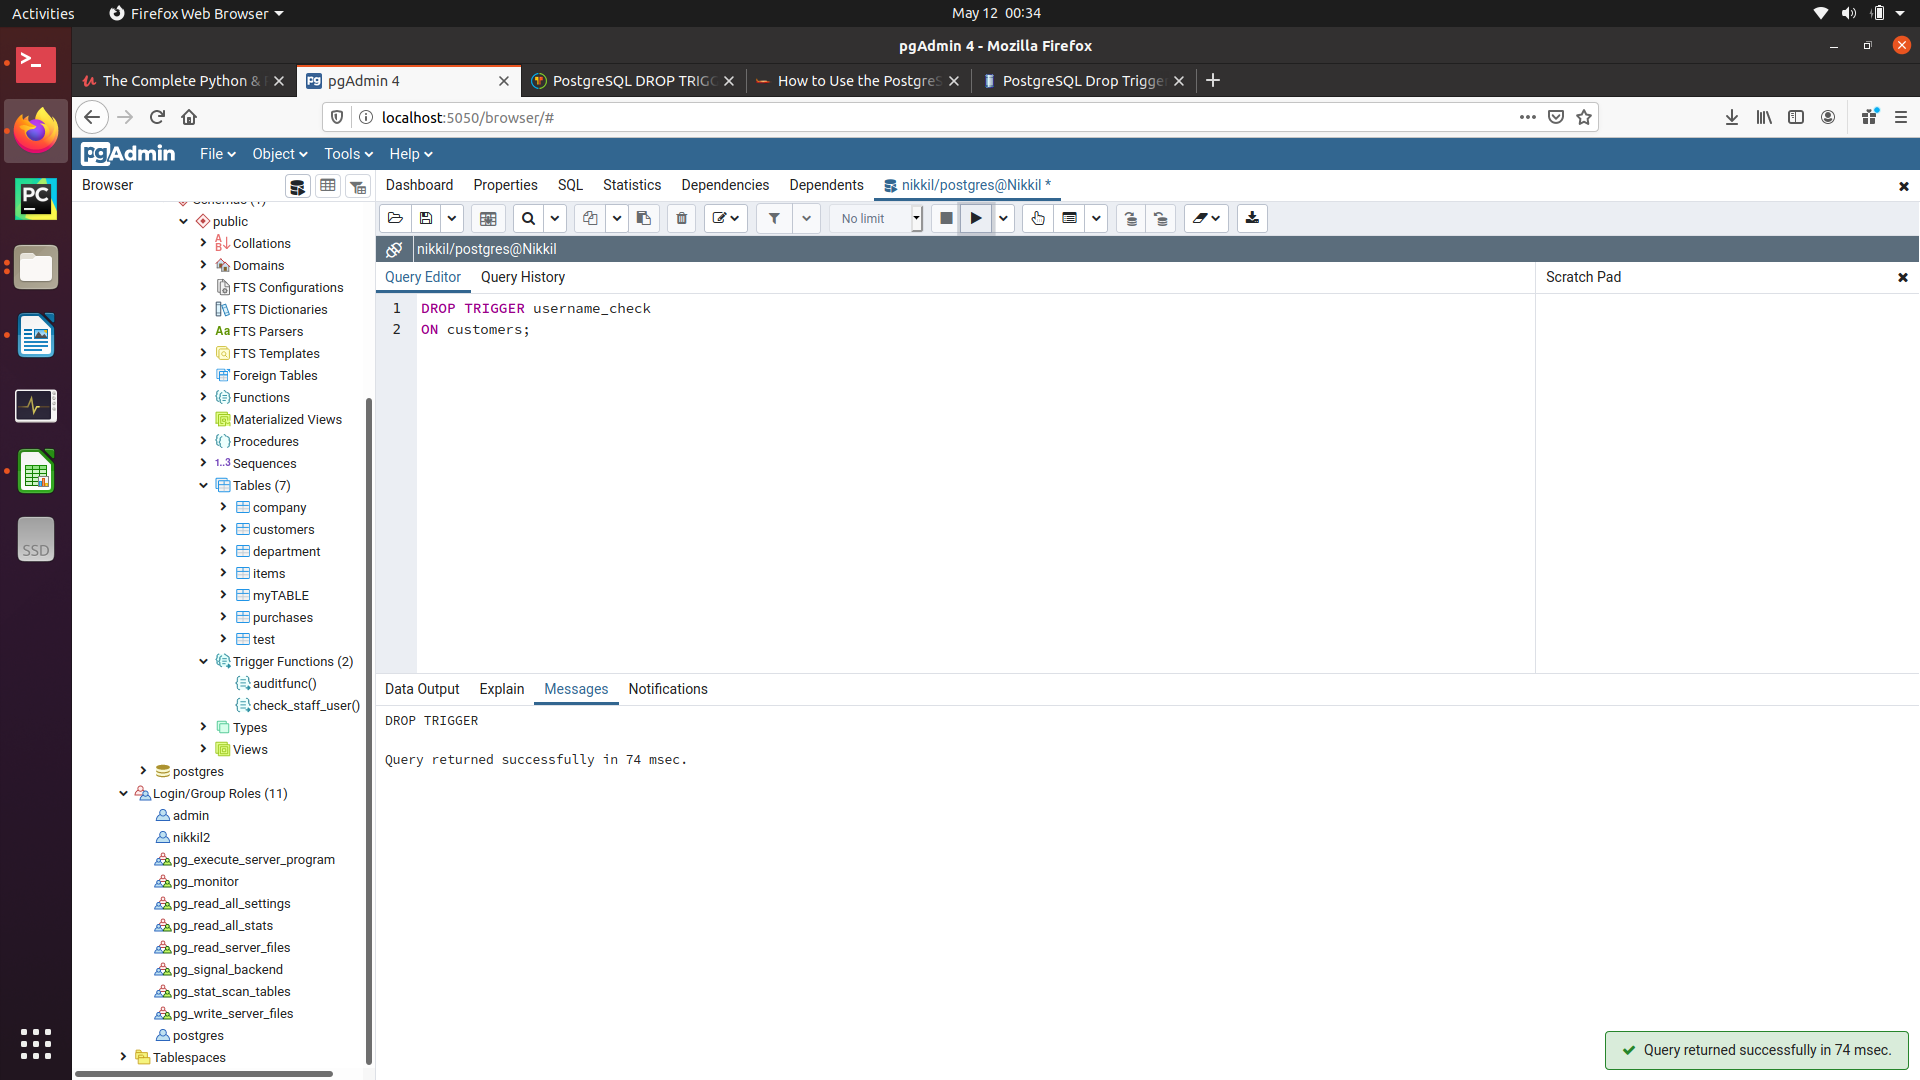 Activities
Firefox Web Browser
May 12 00:34
pgAdmin 4 - Mozilla Firefox
The Complete Python &
pgAdmin 4
PostgreSQL DROP TRIG
How to Use the Postgre
PostgreSQL Drop Trigge
localhost:5050/browser/#
pgAdmin
File
Object
Tools
Help
Browser
Dashboard
Properties
SQL
Statistics
Dependencies
Dependents
nikkil/postgres@Nikkil *
No limit
nikkil/postgres@Nikkil
Query Editor
Query History
Scratch Pad
1 DROP TRIGGER username_check
2 ON customers;
Schemas (1)
public
Collations
Domains
FTS Configurations
FTS Dictionaries
Aa FTS Parsers
FTS Templates
Foreign Tables
Functions
Materialized Views
Procedures
1..3 Sequences
Tables (7)
company
customers
department
items
myTABLE
purchases
test
Trigger Functions (2)
auditfunc()
check_staff_user()
Types
Views
postgres
Login/Group Roles (11)
admin
nikkil2
pg_execute_server_program
pg_monitor
pg_read_all_settings
pg_read_all_stats
pg_read_server_files
pg_signal_backend
pg_stat_scan_tables
pg_write_server_files
postgres
Tablespaces
Data Output
Explain
Messages
Notifications
DROP TRIGGER
Query returned successfully in 74 msec.
Query returned successfully in 74 msec.
PC
SSD